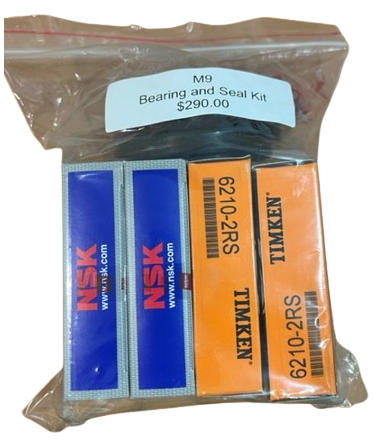 M9
Bearing and Seal Kit
$290.00
NSK
www.nsk.com
NSK
www.nsk.com
6210-2RS
TIMKEN
TIMKEN
6210-2RS